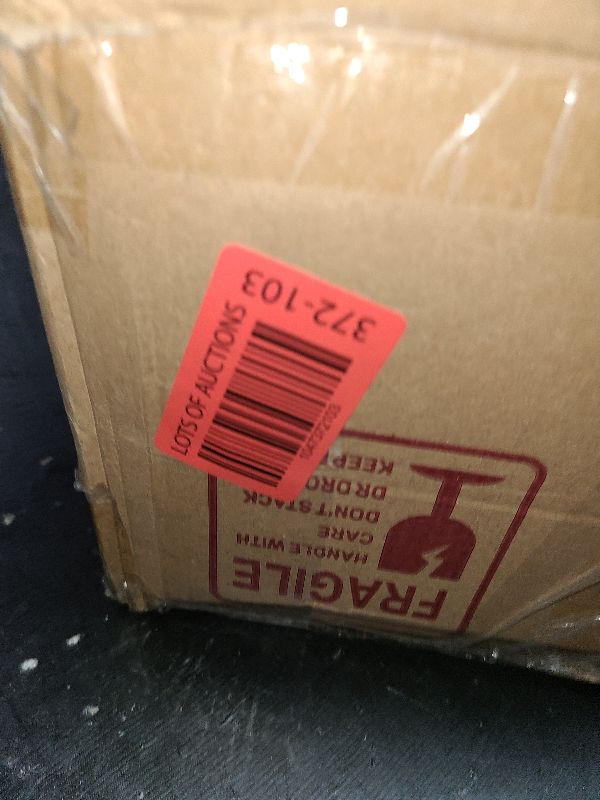 LOTS OF AUCTIONS
372-103
FRAGILE
HANDLE WITH
CARE
DON'T STACK
KEEP